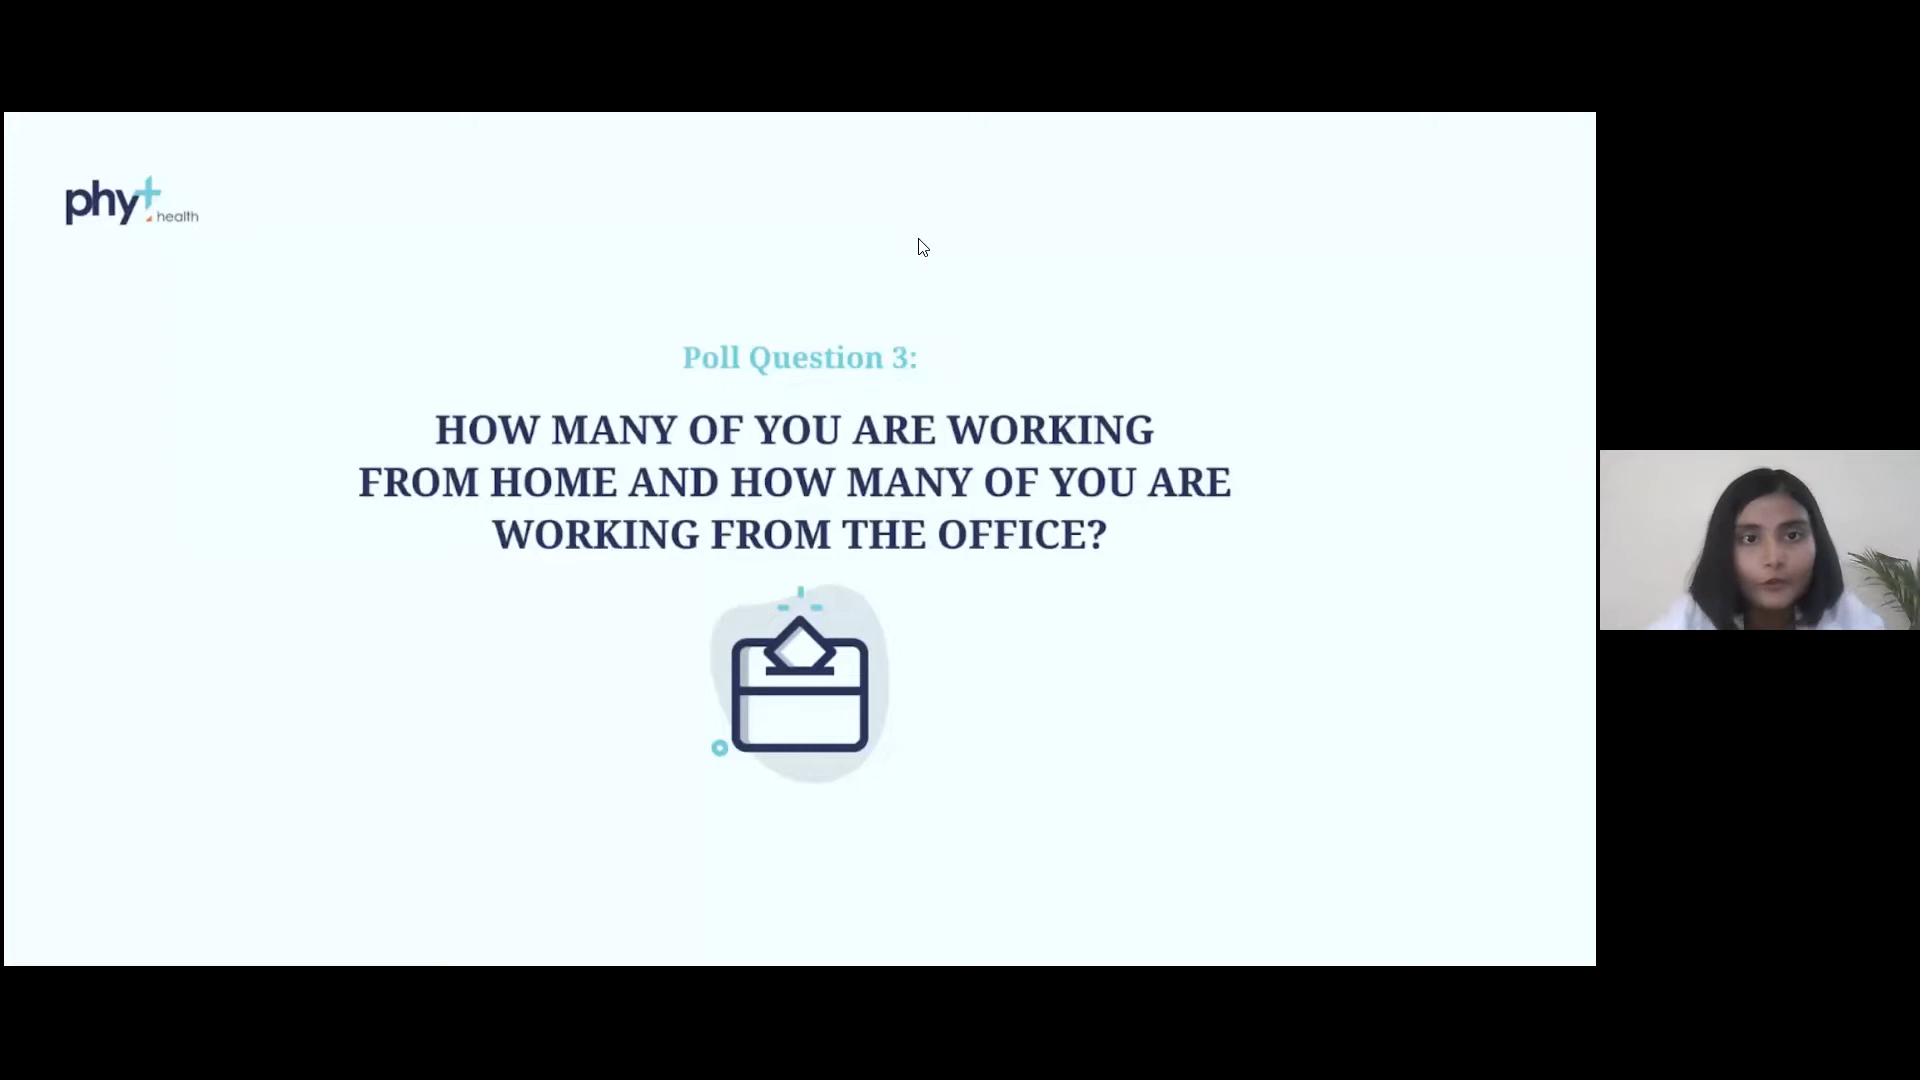 phyt health
Poll Question 3:
HOW MANY OF YOU ARE WORKING
FROM HOME AND HOW MANY OF YOU ARE
WORKING FROM THE OFFICE?